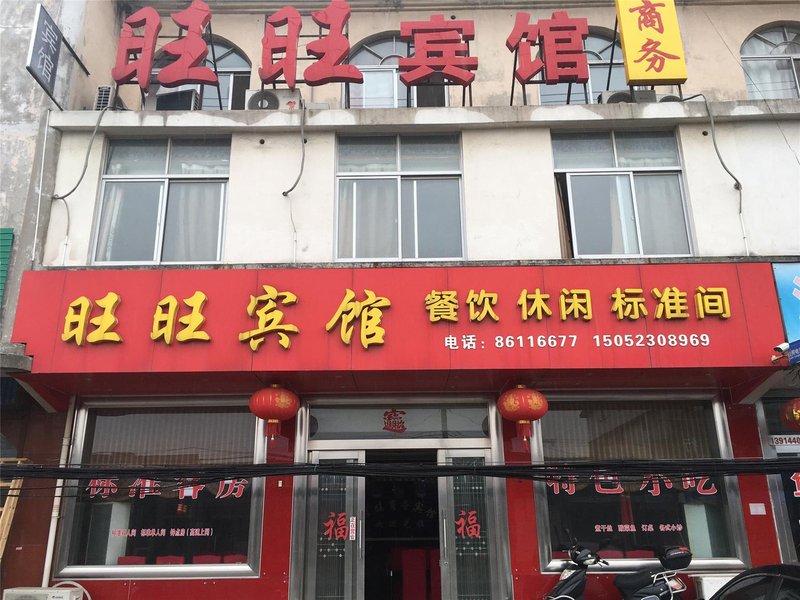 宾馆
旺旺宾馆
商务
旺旺宾馆
餐饮 休闲 标准间
电话：86116677 15052308969
标准客房
特色小吃
福
福
1391440